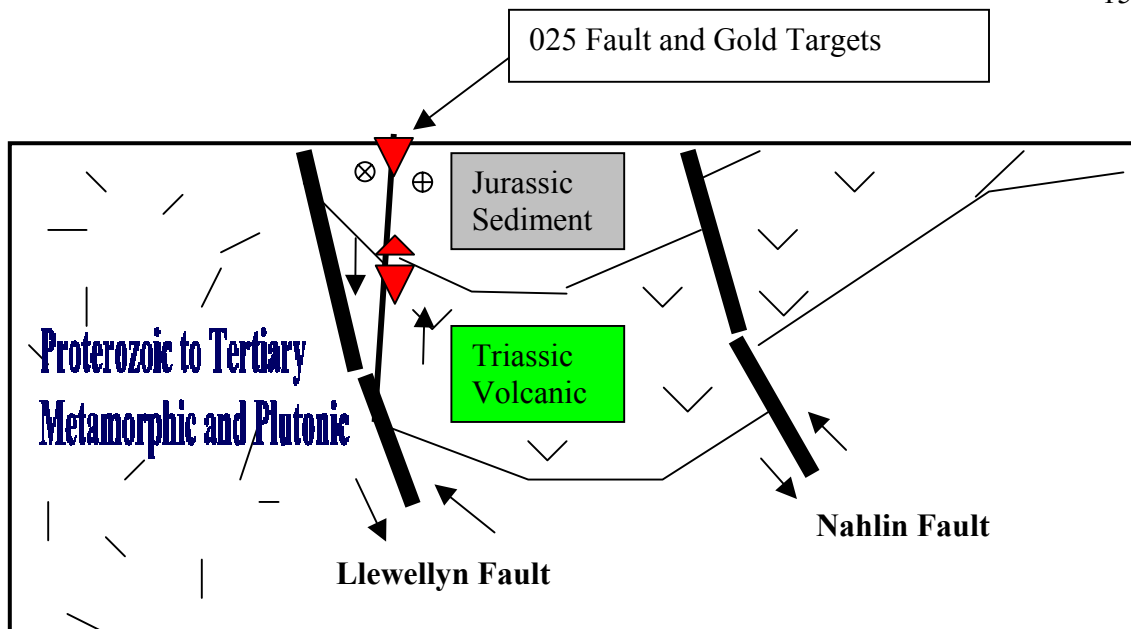 025 Fault and Gold Targets
Jurassic
Sediment
Proterozoic to Tertiary
Metamorphic and Plutonic
Triassic
Volcanic
Nahlin Fault
Llewellyn Fault